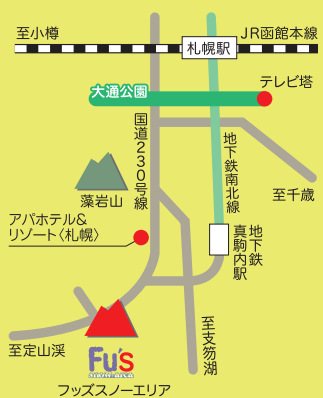 至小樽
JR函館本線
札幌駅
テレビ塔
大通公園
国道230号線
地下鉄南北線
藻岩山
至千歳
アパホテル&
リゾート〈札幌〉
地下鉄
真駒内駅
至支笏湖
至定山渓
Fu's
フッズスノーエリア